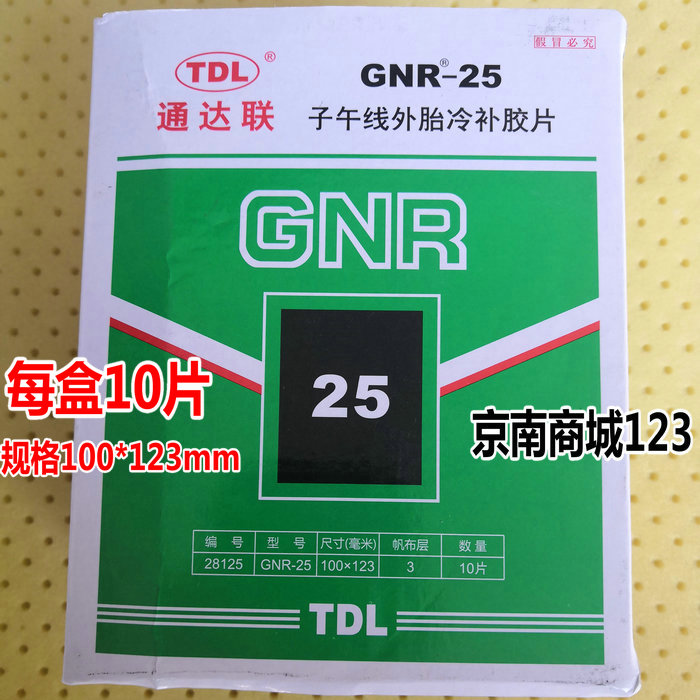 假冒必究
TDL®
GNR®-25
通达联
子午线外胎冷补胶片
GNR
25
每盒10片
规格100*123mm
京南商城123
编号 型号 尺寸(毫米) 帆布层 数量
28125 GNR-25 100×123 3 10片
TDL